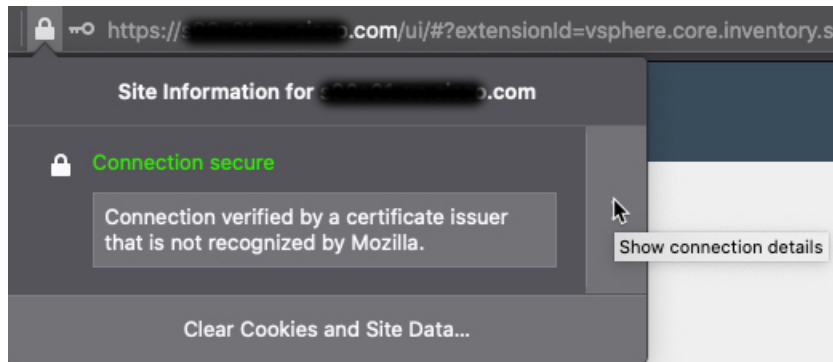 https:// .com/ui/#?extensionId=vsphere.core.inventory.s
Site Information for .com
Connection secure
Connection verified by a certificate issuer
that is not recognized by Mozilla.
Show connection details
Clear Cookies and Site Data...